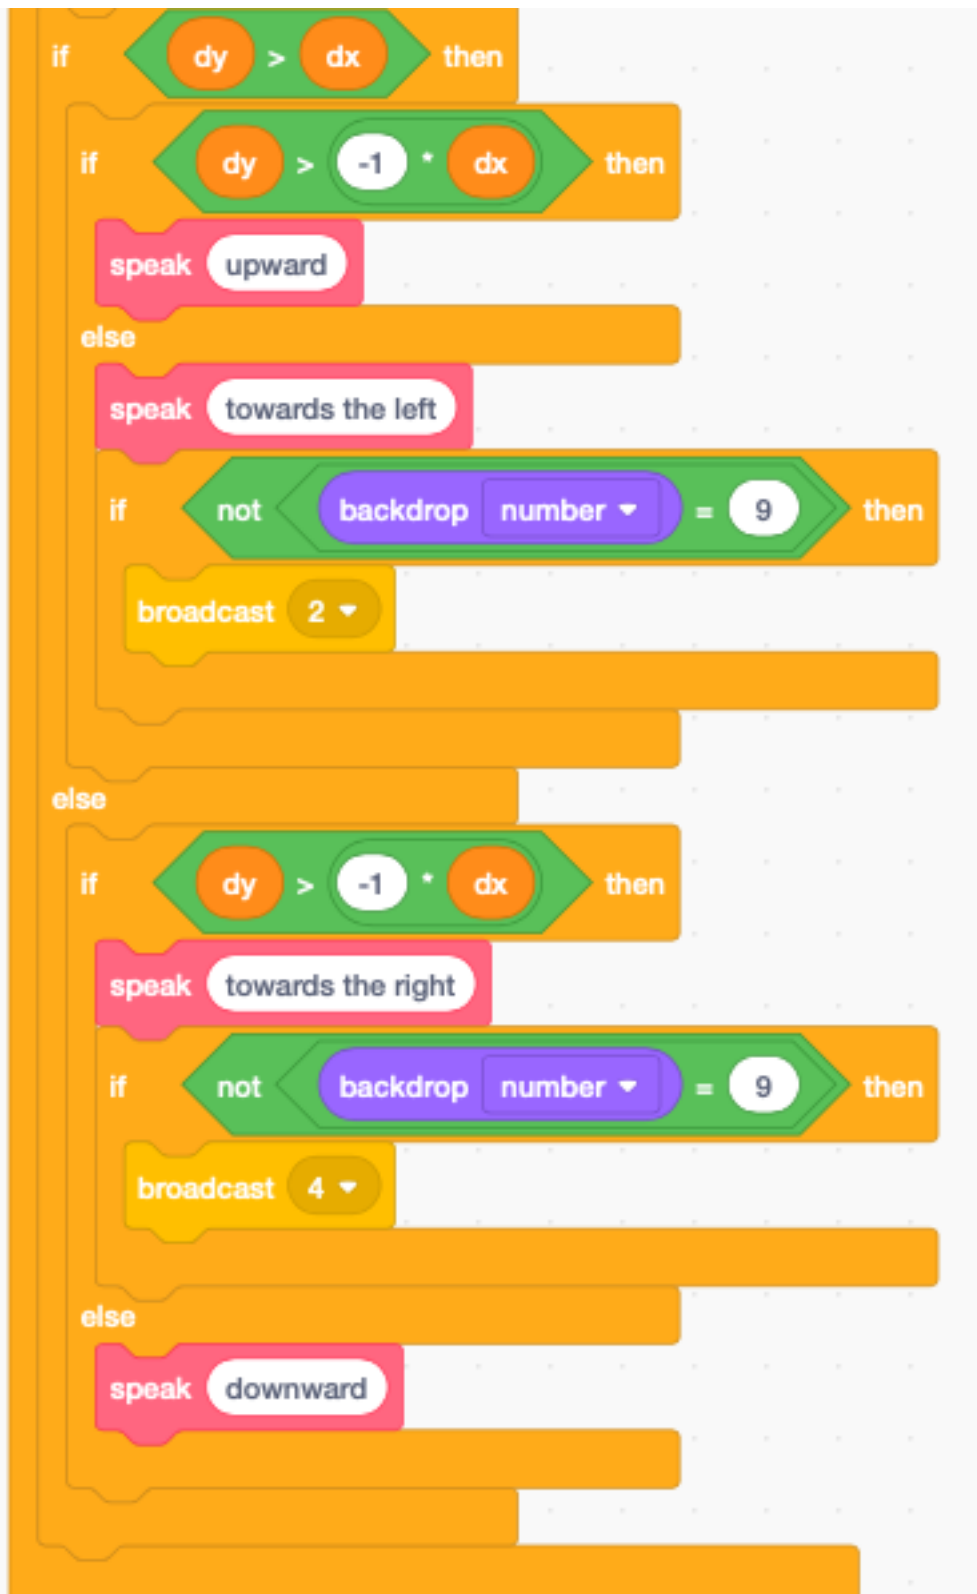 if dy > dx then
if dy > -1 * dx then
speak upward
else
speak towards the left
if not backdrop number = 9 then
broadcast 2
else
if dy > -1 * dx then
speak towards the right
if not backdrop number = 9 then
broadcast 4
else
speak downward